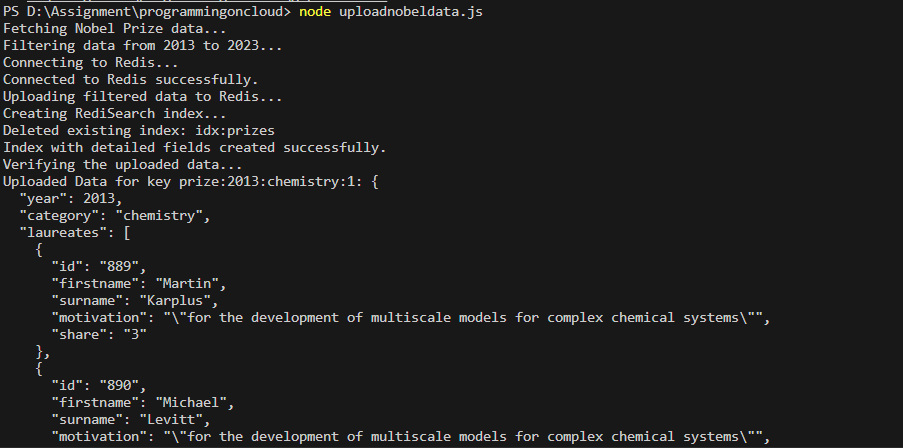 PS D:\Assignment\programmingoncloud> node uploadnobeldata.js
Fetching Nobel Prize data...
Filtering data from 2013 to 2023...
Connecting to Redis...
Connected to Redis successfully.
Uploading filtered data to Redis...
Creating RediSearch index...
Deleted existing index: idx:prizes
Index with detailed fields created successfully.
Verifying the uploaded data...
Uploaded Data for key prize:2013:chemistry:1: {
  "year": 2013,
  "category": "chemistry",
  "laureates": [
    {
      "id": "889",
      "firstname": "Martin",
      "surname": "Karplus",
      "motivation": "\"for the development of multiscale models for complex chemical systems\"",
      "share": "3"
    },
    {
      "id": "890",
      "firstname": "Michael",
      "surname": "Levitt",
      "motivation": "\"for the development of multiscale models for complex chemical systems\"",